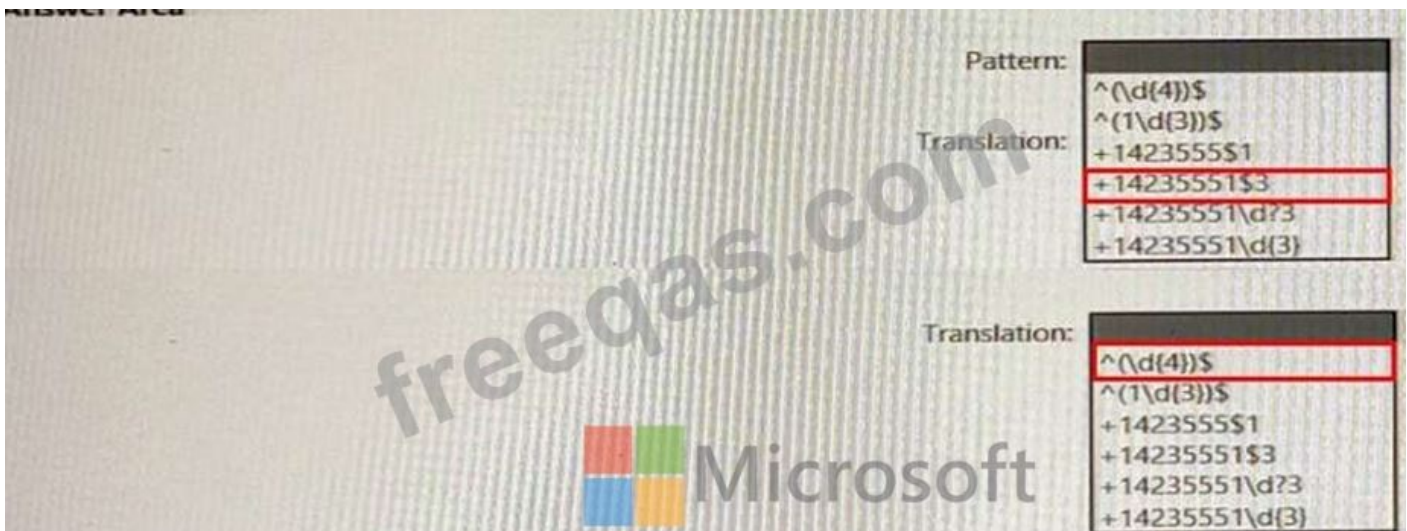 Answer Area
Pattern:
^(\d{4})$
^(1\d{3})$
Translation:
+1423555$1
+14235551$3
+14235551\d?3
+14235551\d{3}
freeqas.com
Translation:
^(\d{4})$
^(1\d{3})$
+1423555$1
+14235551$3
+14235551\d?3
+14235551\d{3}
Microsoft